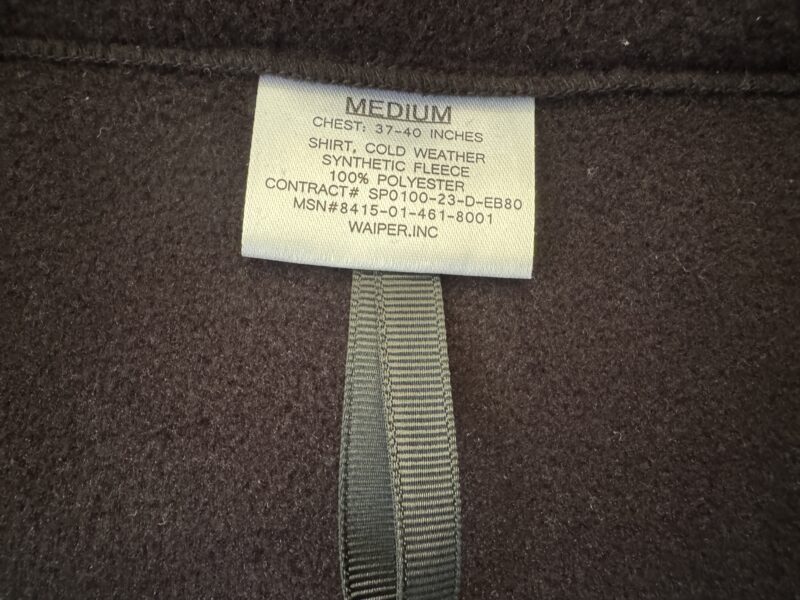 MEDIUM
CHEST: 37-40 INCHES
SHIRT, COLD WEATHER
SYNTHETIC FLEECE
100% POLYESTER
CONTRACT# SP0100-23-D-EB80
MSN#8415-01-461-8001
WAIPER.INC